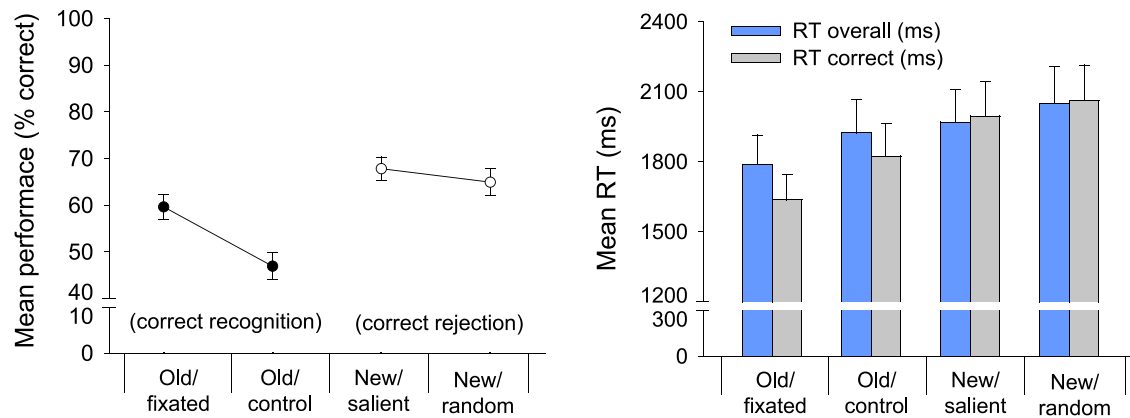 Mean performace (% correct)
100
90
80
70
60
50
40
10
0
(correct recognition)
(correct rejection)
Old/
fixated
Old/
control
New/
salient
New/
random
Mean RT (ms)
2400
2100
1800
1500
1200
300
0
RT overall (ms)
RT correct (ms)
Old/
fixated
Old/
control
New/
salient
New/
random